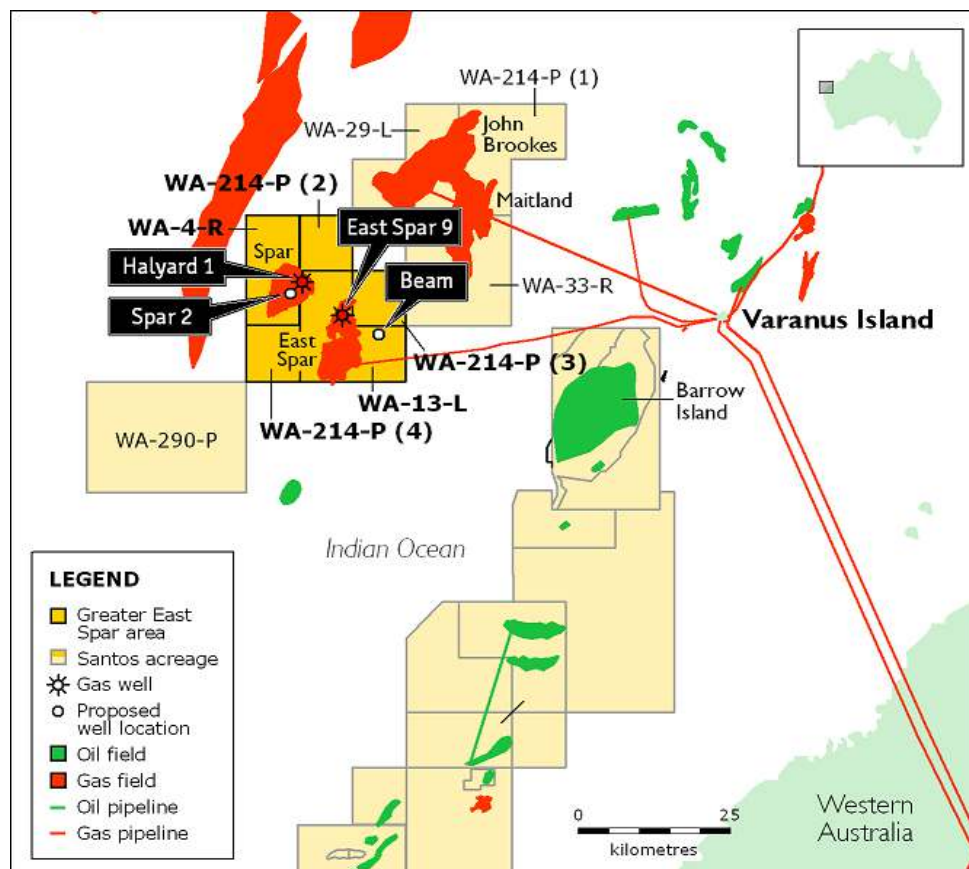 WA-214-P (1)
WA-29-L
John
Brookes
WA-214-P (2)
Maitland
WA-4-R
East Spar 9
Spar
Halyard 1
Beam
WA-33-R
Spar 2
Varanus Island
East
Spar
WA-214-P (3)
Barrow
Island
WA-13-L
WA-214-P (4)
WA-290-P
Indian Ocean
LEGEND
Greater East
Spar area
Santos acreage
Gas well
Proposed
well location
Oil field
Gas field
Oil pipeline
Gas pipeline
0 25
kilometres
Western
Australia